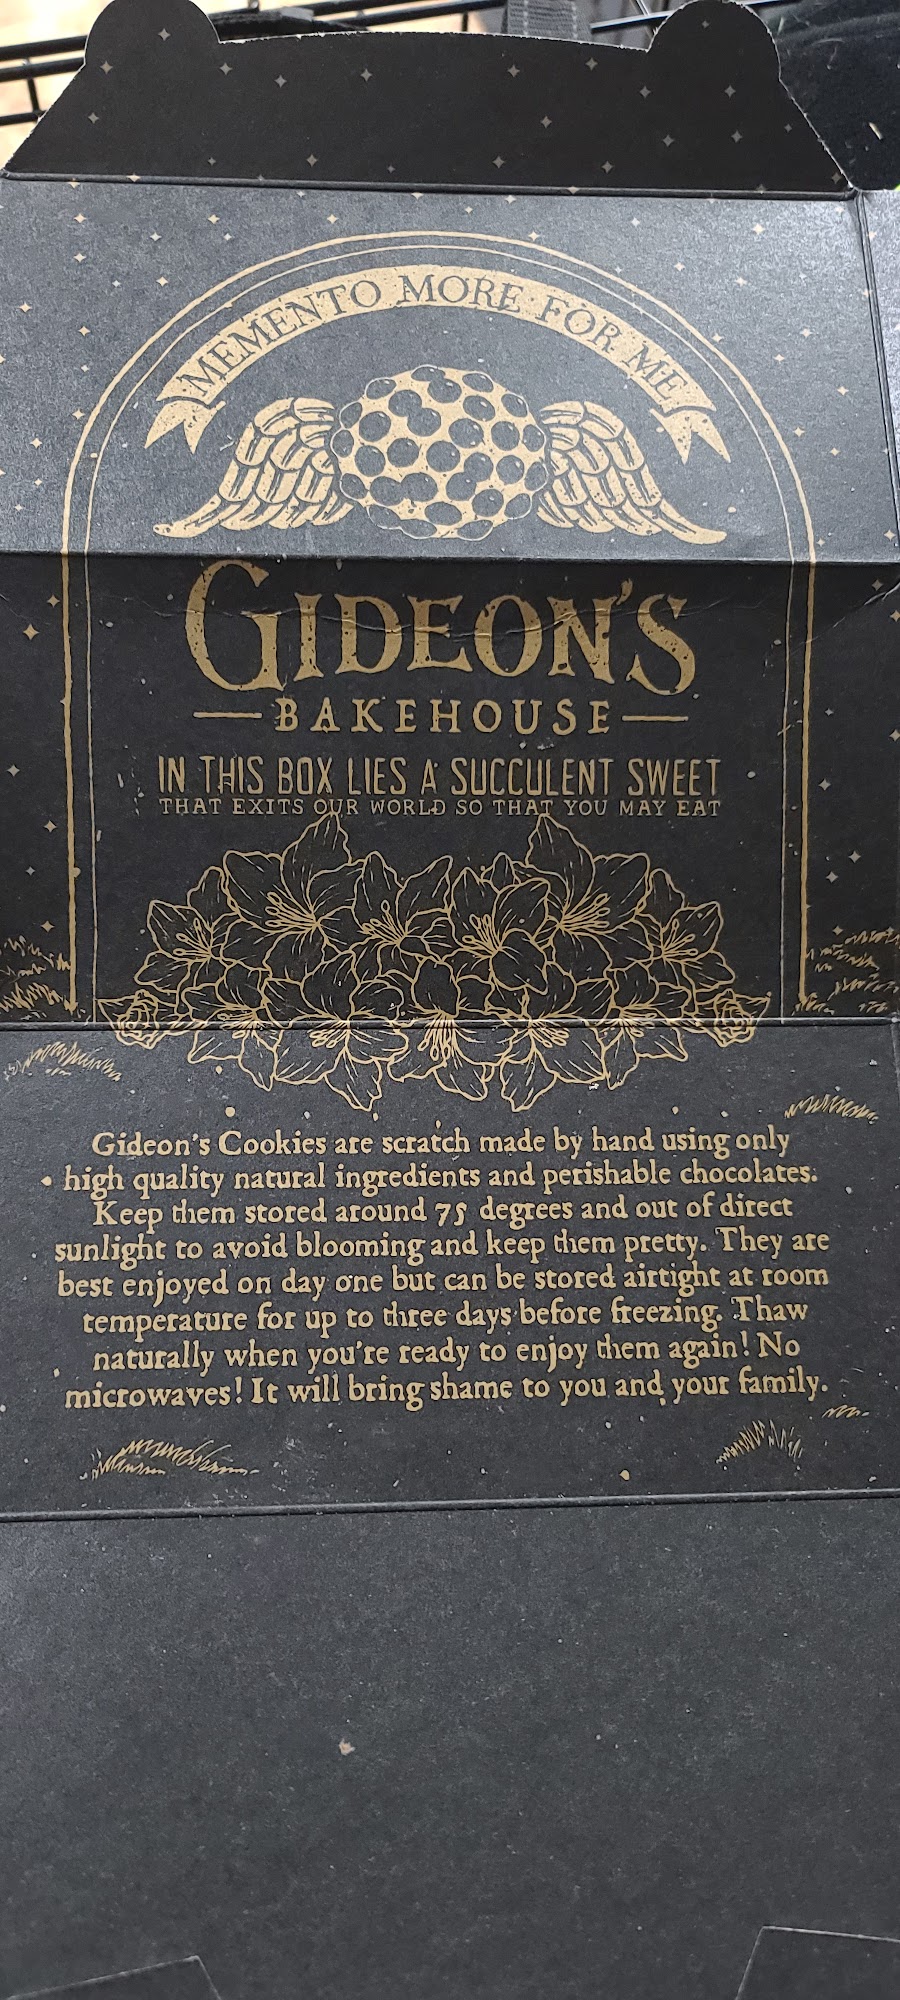 MEMENTO MORE FOR ME
GIDEON'S
BAKEHOUSE
IN THIS BOX LIES A SUCCULENT SWEET
THAT EXITS OUR WORLD SO THAT YOU MAY EAT
Gideon's Cookies are scratch made by hand using only
high quality natural ingredients and perishable chocolates.
Keep them stored around 75 degrees and out of direct
sunlight to avoid blooming and keep them pretty. They are
best enjoyed on day one but can be stored airtight at room
temperature for up to three days before freezing. Thaw
naturally when you're ready to enjoy them again! No
microwaves! It will bring shame to you and your family.